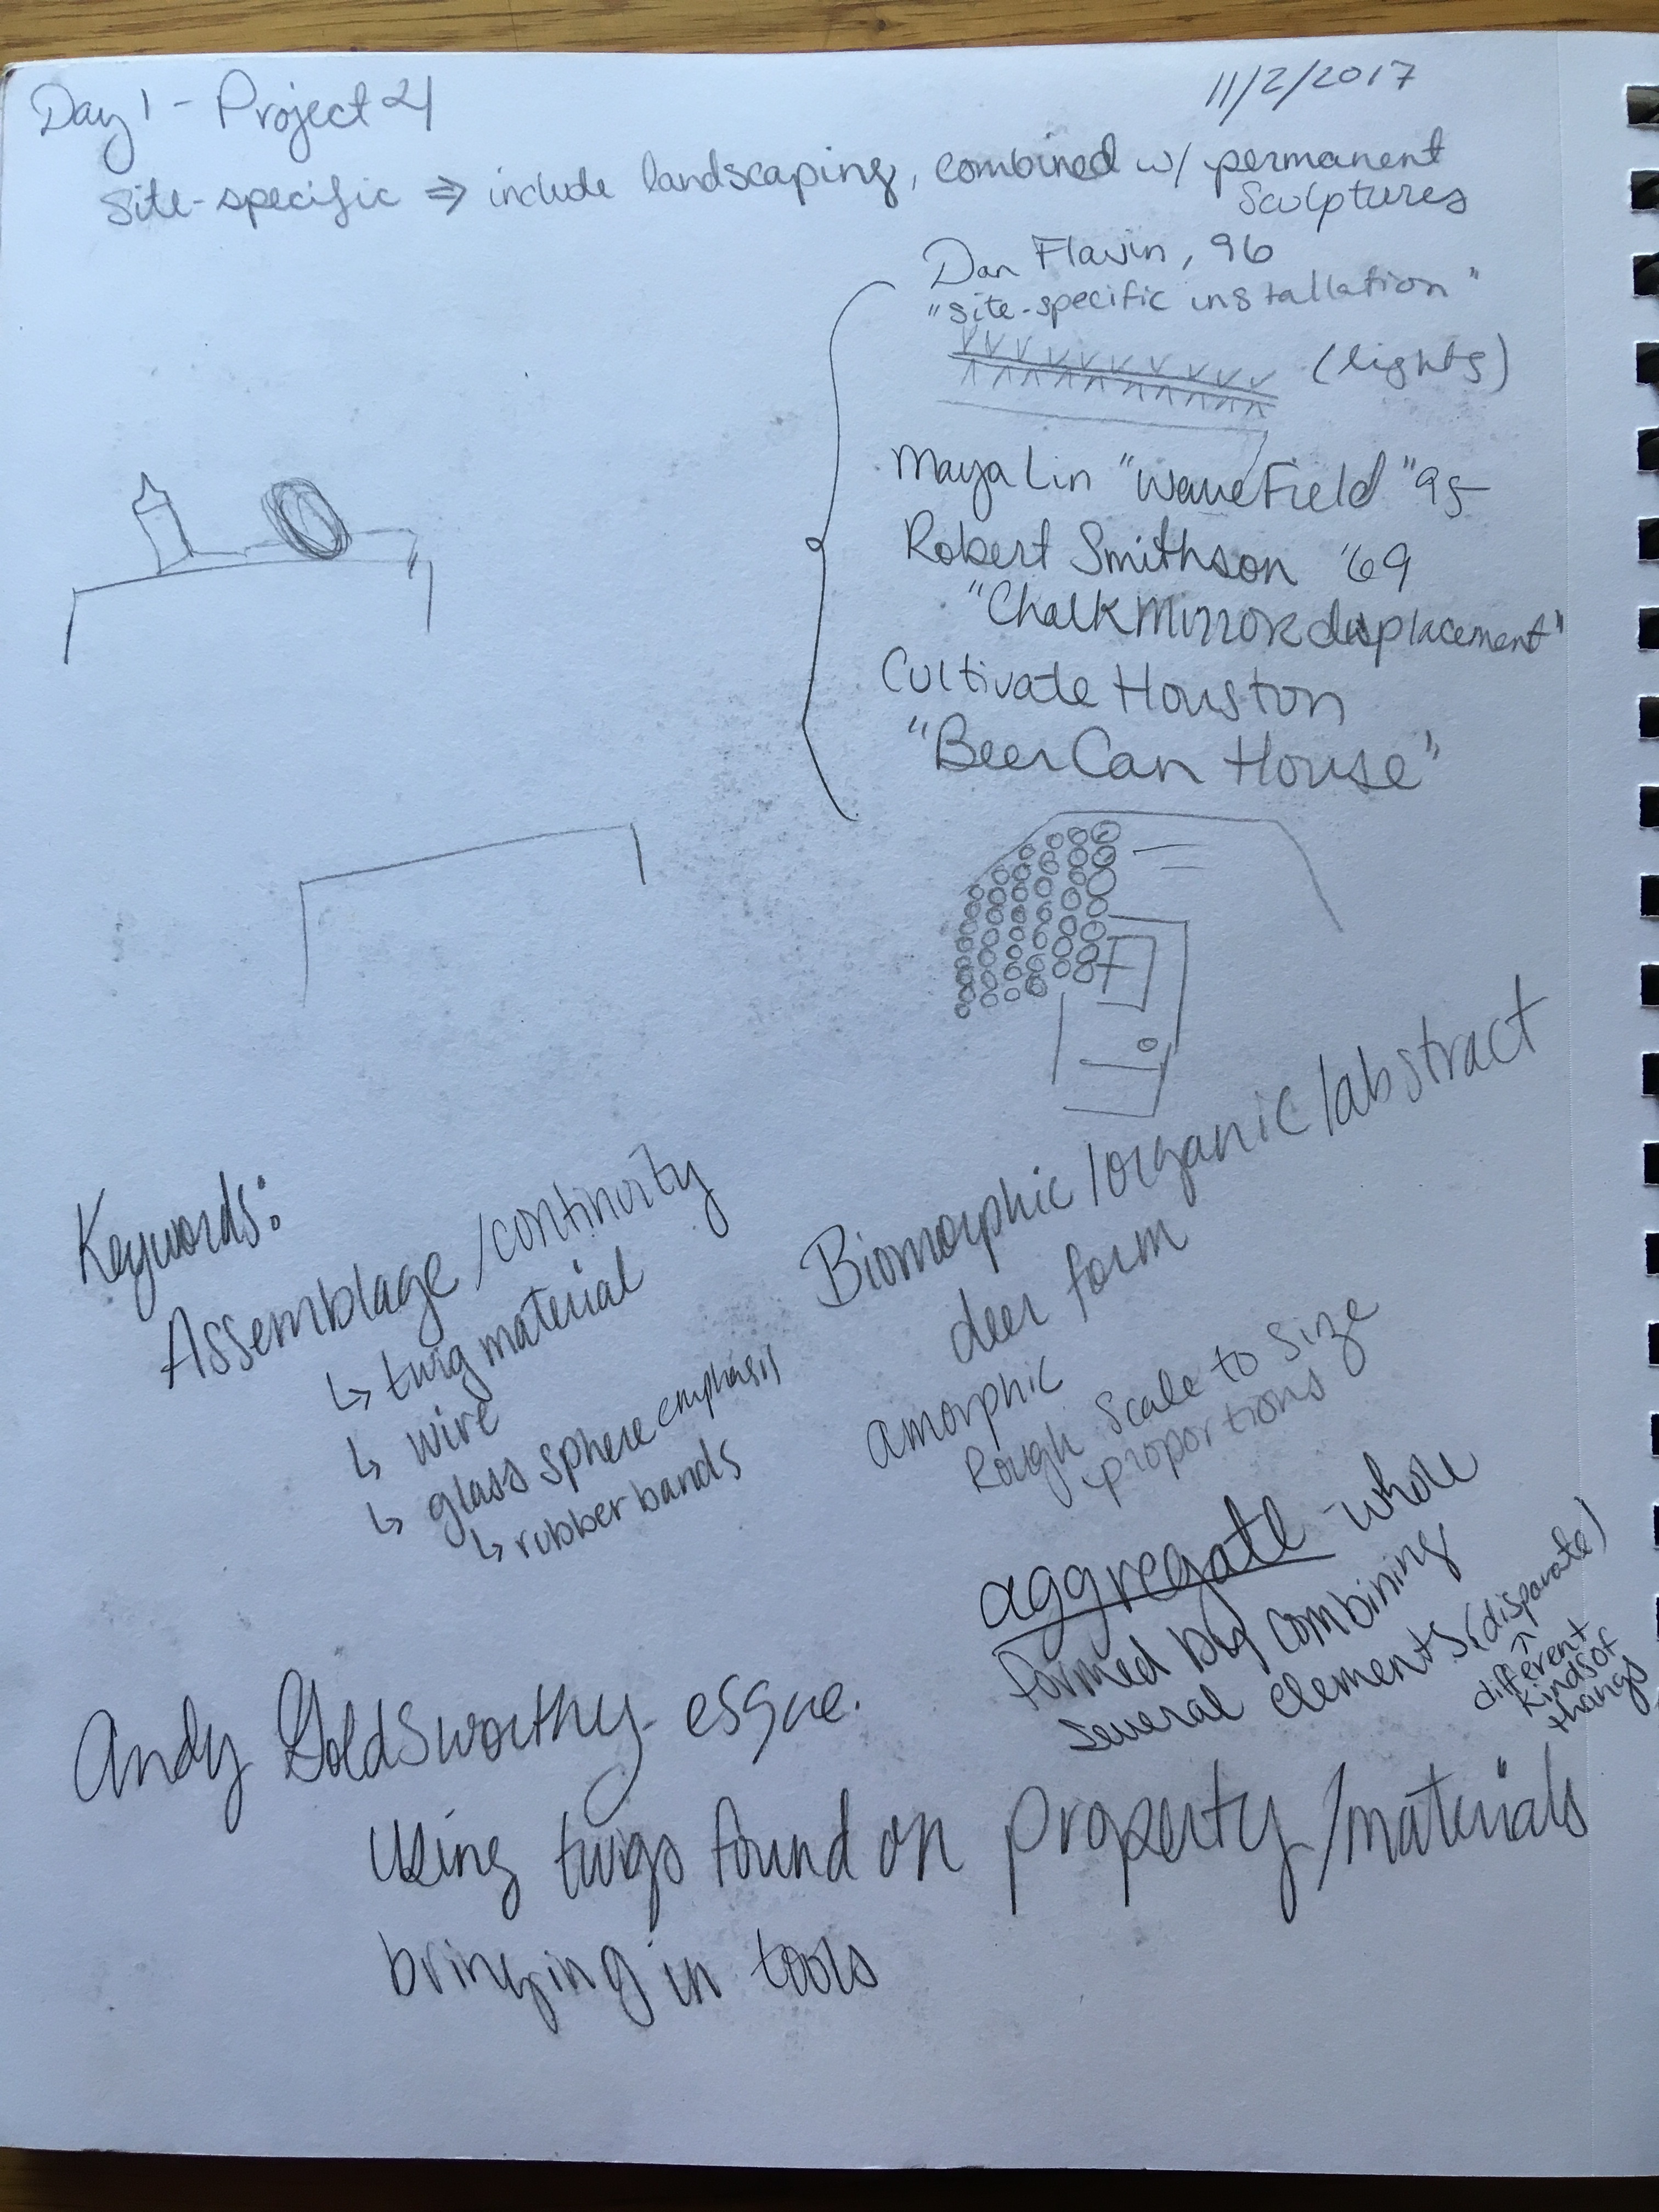 Day 1 - Project 4
11/2/2017
Site-specific ⇒ include landscaping, combined w/ permanent
sculptures
Dan Flavin, 96
"site-specific installation"
(lights)
Maya Lin "Wave Field" 95
Robert Smithson '69
"Chalk Mirror displacement"
Cultivate Houston
"Beer Can House"
Keywords:
Assemblage/continuity
↳ twig material
↳ wire
↳ glass sphere emphasis
↳ rubber bands
Biomorphic/organic/abstract
deer form
amorphic
Rough Scale to Size
proportions
aggregate - whole
formed by combining
several elements (disparate)
different
kinds of
things
Andy Goldsworthy - esque.
Using twigs found on property/materials
bringing in tools